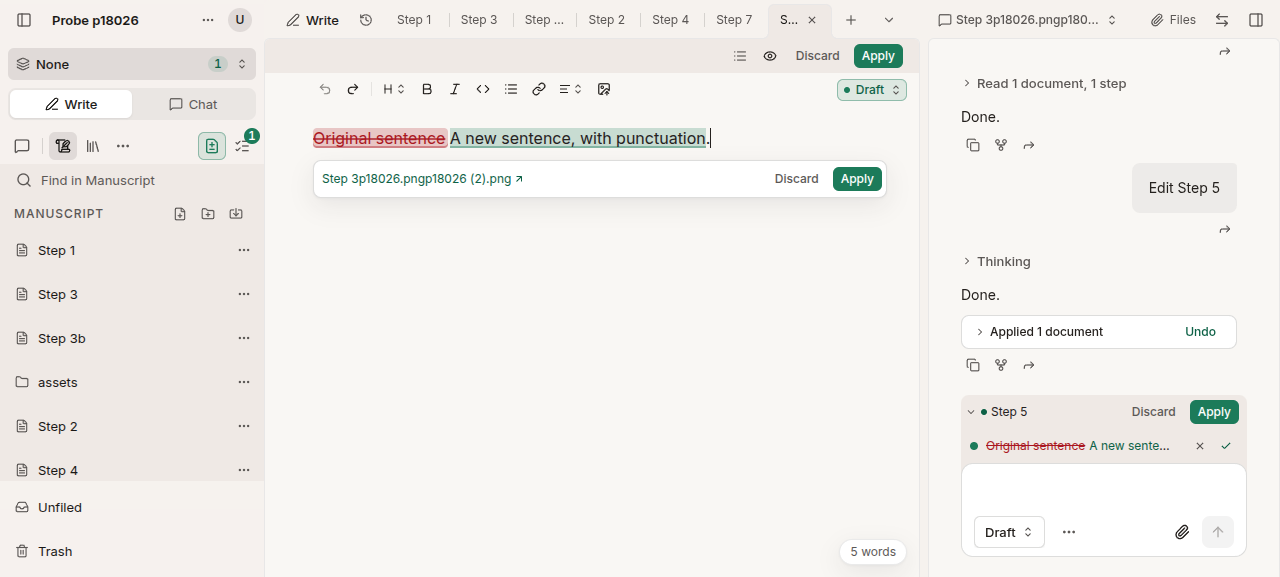 Probe p18026
U
None
1
Write
Chat
1
Find in Manuscript
MANUSCRIPT
Step 1
Step 3
Step 3b
assets
Step 2
Step 4
Unfiled
Trash
Write
Step 1
Step 3
Step ...
Step 2
Step 4
Step 7
S...
Discard
Apply
H
B
I
Draft
Original sentence A new sentence, with punctuation.
Step 3p18026.pngp18026 (2).png
Discard
Apply
5 words
Step 3p18026.pngp180...
Files
Read 1 document, 1 step
Done.
Edit Step 5
Thinking
Done.
Applied 1 document
Undo
Step 5
Discard
Apply
Original sentence A new sente...
Draft